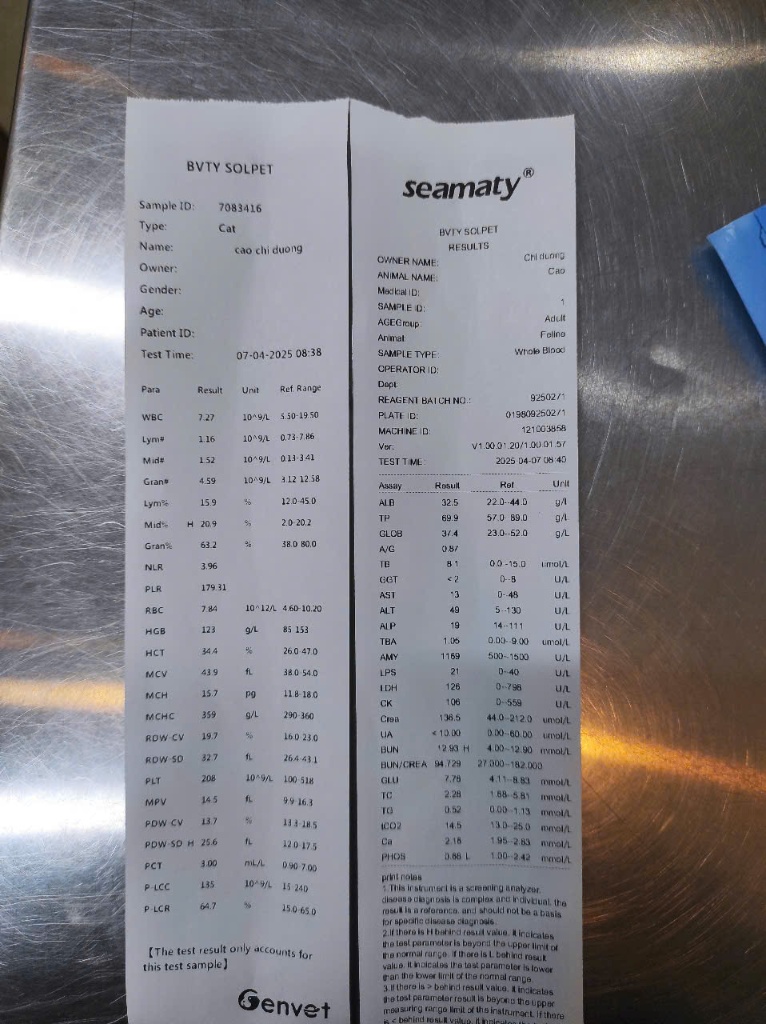 BVTY SOLPET
Sample ID: 7083416
Type: Cat
Name: cao chi duong
Owner:
Gender:
Age:
Patient ID:
Test Time: 07-04-2025 08:38
Para Result Unit Ref. Range
WBC 7.27 10^9/L 5.50-19.50
Lym# 1.16 10^9/L 0.73-7.86
Mid# 1.52 10^9/L 0.13-3.41
Gran# 4.59 10^9/L 3.12-12.58
Lym% 15.9 % 12.0-45.0
Mid% H 20.9 % 2.0-20.2
Gran% 63.2 % 38.0-80.0
NLR 3.96
PLR 179.31
RBC 7.84 10^12/L 4.60-10.20
HGB 123 g/L 85-153
HCT 34.4 % 26.0-47.0
MCV 43.9 fL 38.0-54.0
MCH 15.7 pg 11.8-18.0
MCHC 359 g/L 290-360
RDW-CV 19.7 % 16.0-23.0
RDW-SD 32.7 fL 26.4-43.1
PLT 208 10^9/L 100-518
MPV 14.5 fL 9.9-16.3
PDW-CV 13.7 % 13.3-18.5
PDW-SD H 25.6 fL 12.0-17.5
PCT 3.00 mL/L 0.90-7.00
P-LCC 135 10^9/L 15-240
P-LCR 64.7 % 15.0-65.0
【The test result only accounts for
this test sample】
Genvet
seamaty®
BVTY SOLPET
RESULTS
OWNER NAME: Chi duong
ANIMAL NAME: Cao
Medical ID:
SAMPLE ID: 1
AGEGroup: Adult
Animal: Feline
SAMPLE TYPE: Whole Blood
OPERATOR ID:
Dept:
REAGENT BATCH NO.: 9250271
PLATE ID: 019809250271
MACHINE ID: 121003858
Ver: V1.00.01.20/1.00.01.57
TEST TIME: 2025-04-07 08:40
Assay Result Ref Unit
ALB 32.5 22.0--44.0 g/L
TP 69.9 57.0--89.0 g/L
GLOB 37.4 23.0--52.0 g/L
A/G 0.87
TB 8.1 0.0--15.0 umol/L
GGT <2 0--8 U/L
AST 13 0--48 U/L
ALT 49 5--130 U/L
ALP 19 14--111 U/L
TBA 1.05 0.00--9.00 umol/L
AMY 1169 500--1500 U/L
LPS 21 0--40 U/L
LDH 126 0--798 U/L
CK 106 0--559 U/L
Crea 136.5 44.0--212.0 umol/L
UA <10.00 0.00--60.00 umol/L
BUN 12.93 H 4.00--12.90 mmol/L
BUN/CREA 94.729 27.000--182.000
GLU 7.78 4.11--8.83 mmol/L
TC 2.28 1.68--5.81 mmol/L
TG 0.52 0.00--1.13 mmol/L
tCO2 14.5 13.0--25.0 mmol/L
Ca 2.18 1.95--2.83 mmol/L
PHOS 0.86 L 1.00--2.42 mmol/L
print notes
1. This instrument is a screening analyzer,
disease diagnosis is complex and individual, the
result is a reference, and should not be a basis
for specific disease diagnosis.
2.if there is H behind result value, it indicates
the test parameter is beyond the upper limit of
the normal range. if there is L behind result
value, it indicates the test parameter is lower
than the lower limit of the normal range.
3.if there is > behind result value, it indicates
the test parameter result is beyond the upper
measuring range limit of the instrument. if there
is < behind result value, it indicates